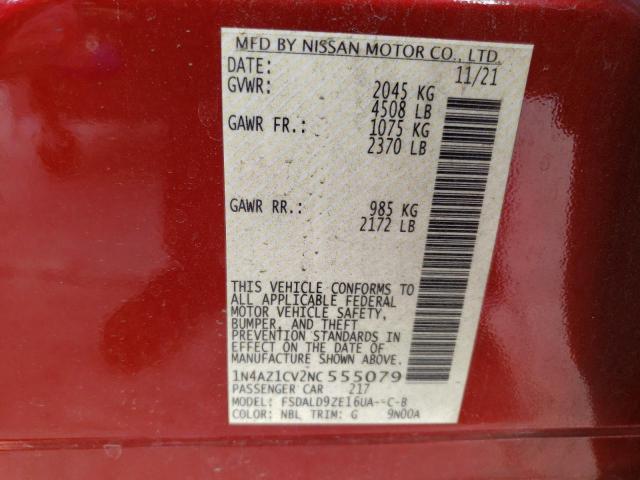 MFD BY NISSAN MOTOR CO., LTD.
DATE: 11/21
GVWR: 2045 KG
4508 LB
GAWR FR.: 1075 KG
2370 LB
GAWR RR.: 985 KG
2172 LB
THIS VEHICLE CONFORMS TO
ALL APPLICABLE FEDERAL
MOTOR VEHICLE SAFETY,
BUMPER, AND THEFT
PREVENTION STANDARDS IN
EFFECT ON THE DATE OF
MANUFACTURE SHOWN ABOVE.
1N4AZ1CV2NC555079
PASSENGER CAR 217
MODEL: FSDALD9ZE16UA--C-B
COLOR: NBL TRIM: G 9N00A